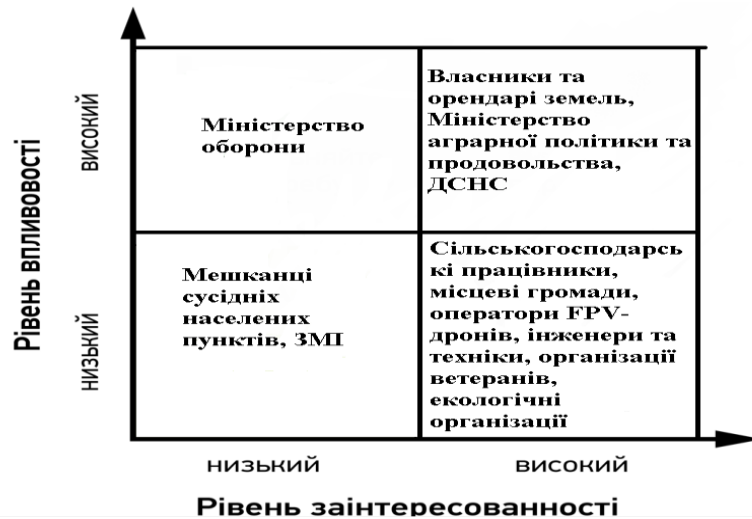 Рівень впливовості
високий
низький
Міністерство
оборони
Власники та
орендарі земель,
Міністерство
аграрної політики та
продовольства,
ДСНС
Мешканці
сусідніх
населених
пунктів, ЗМІ
Сільськогосподарсь
кі працівники,
місцеві громади,
оператори FPV-
дронів, інженери та
техніки, організації
ветеранів,
екологічні
організації
низький
високий
Рівень заінтересованності